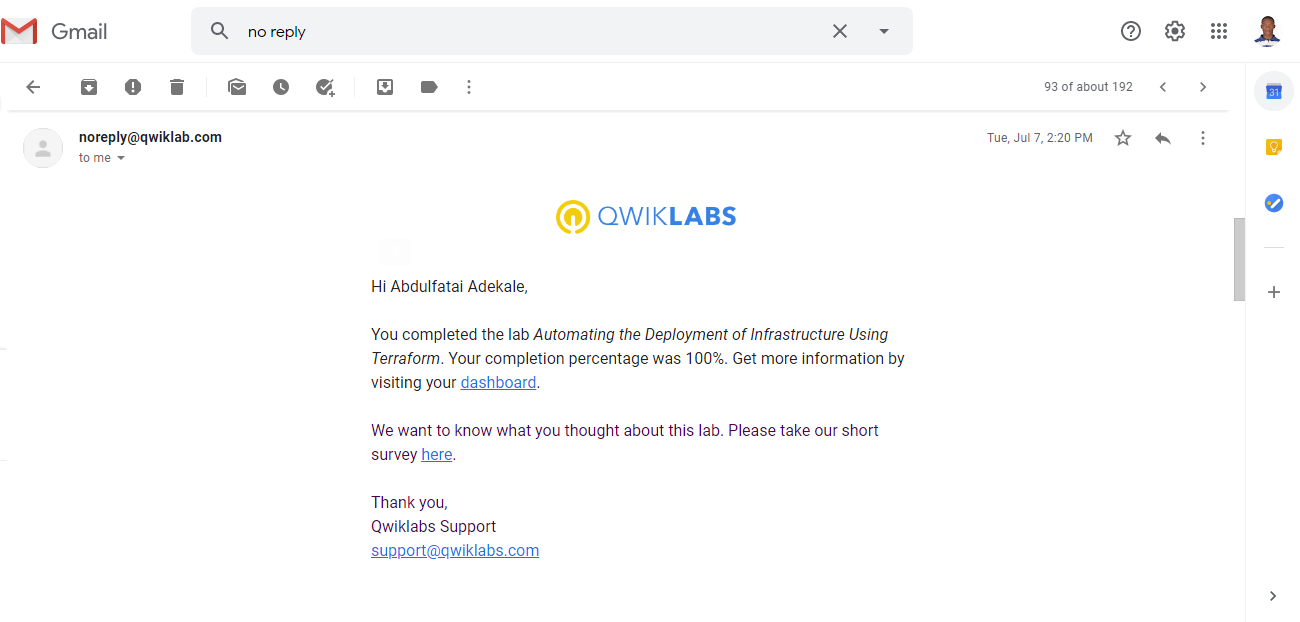 Gmail
no reply
93 of about 192
31
noreply@qwiklab.com
Tue, Jul 7, 2:20 PM
to me
QWIKLABS
Hi Abdulfatai Adekale,
You completed the lab Automating the Deployment of Infrastructure Using
Terraform. Your completion percentage was 100%. Get more information by
visiting your dashboard.
We want to know what you thought about this lab. Please take our short
survey here.
Thank you,
Qwiklabs Support
support@qwiklabs.com